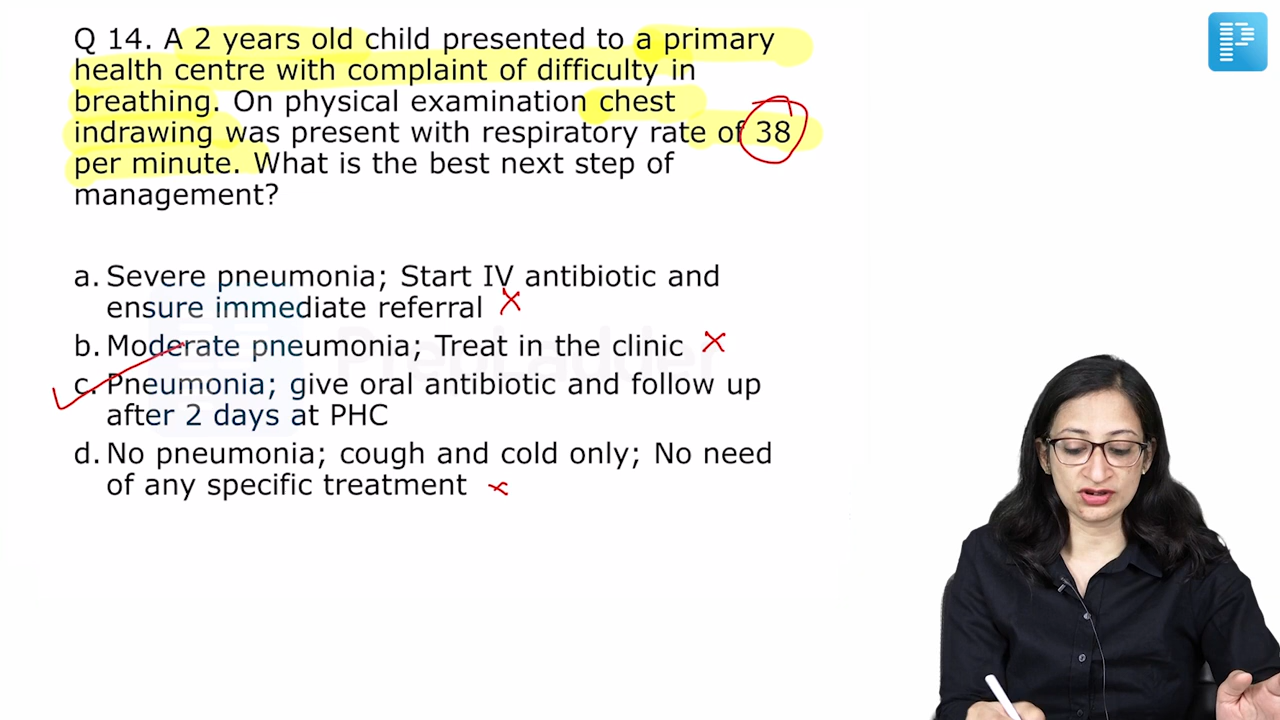 Q 14. A 2 years old child presented to a primary
health centre with complaint of difficulty in
breathing. On physical examination chest
indrawing was present with respiratory rate of 38
per minute. What is the best next step of
management?
a. Severe pneumonia; Start IV antibiotic and
ensure immediate referral
b. Moderate pneumonia; Treat in the clinic
c. Pneumonia; give oral antibiotic and follow up
after 2 days at PHC
d. No pneumonia; cough and cold only; No need
of any specific treatment
PrepLadder